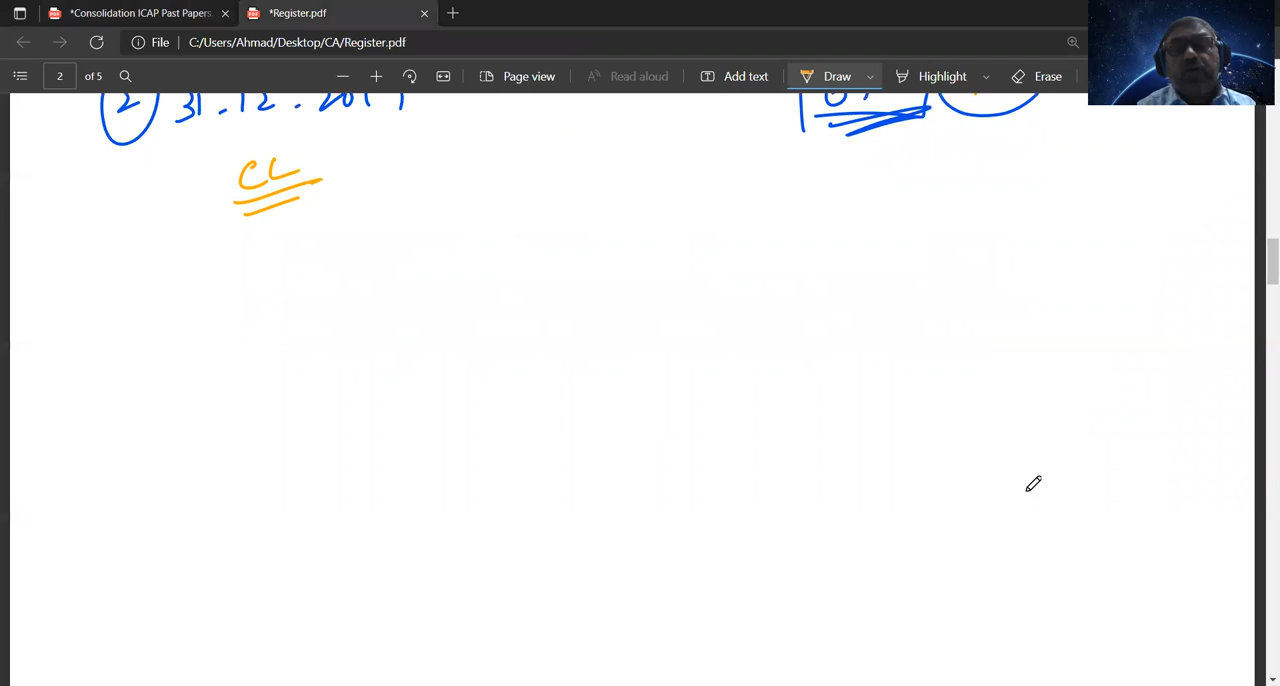 *Consolidation ICAP Past Papers.
*Register.pdf
File C:/Users/Ahmad/Desktop/CA/Register.pdf
2 of 5 Page view Read aloud Add text Draw Highlight Erase
2 31.12.2019
CL